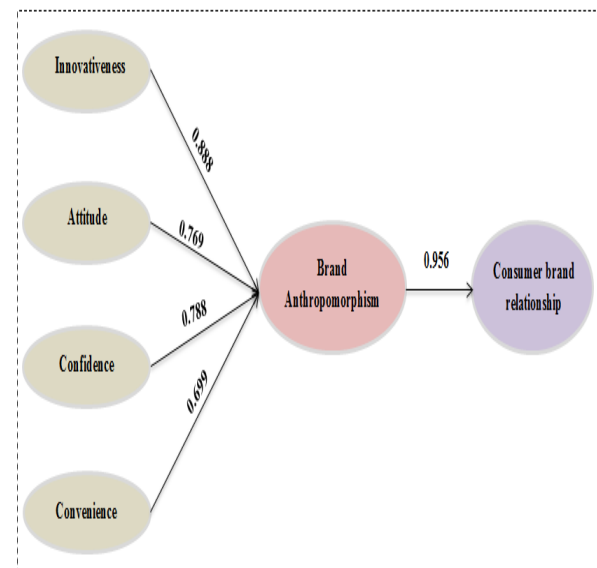 Innovativeness
0.888
Attitude
0.769
Brand
Anthropomorphism
0.956
Consumer brand
relationship
0.788
Confidence
0.699
Convenience